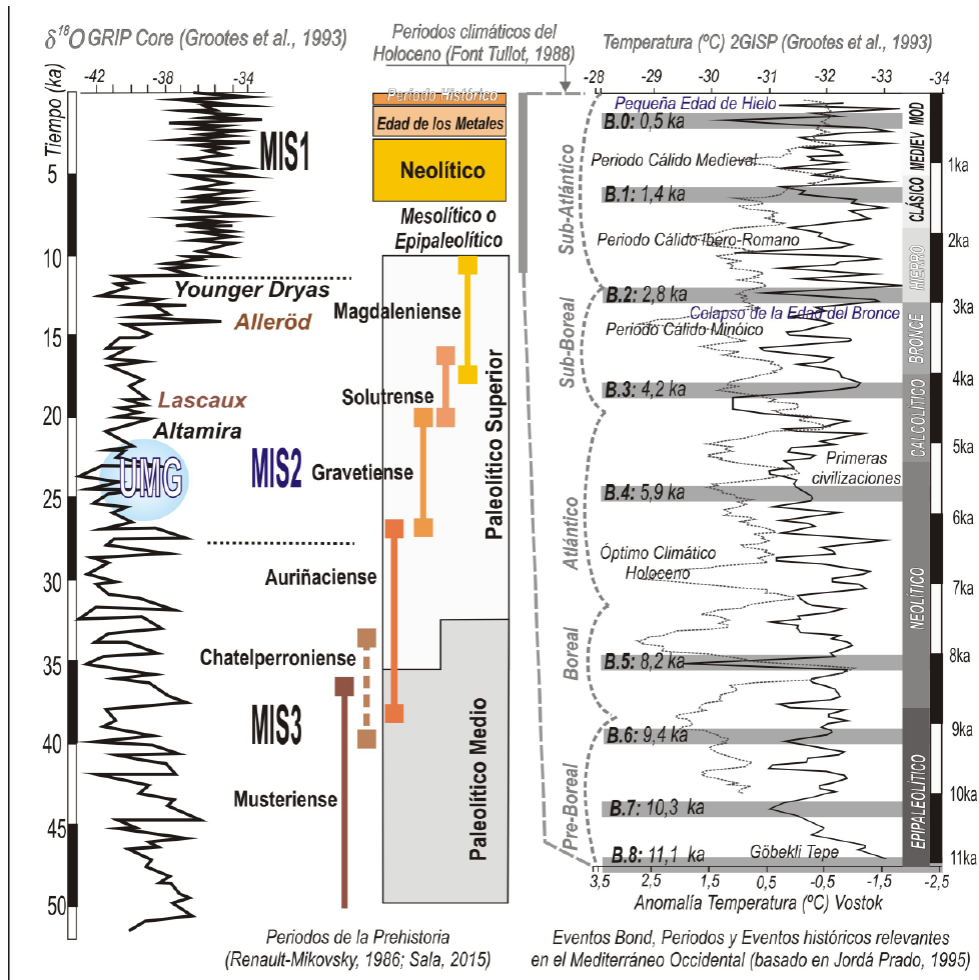 δ18O GRIP Core (Grootes et al., 1993)
-42 -38 -34
Tiempo (ka)
5
10
15
20
25
30
35
40
45
50
MIS1
Younger Dryas
Alleröd
Lascaux
Altamira
UMG
MIS2
MIS3
Periodos climáticos del
Holoceno (Font Tullot, 1988)
Período Histórico
Edad de los Metales
Neolítico
Mesolítico o
Epipaleolítico
Magdaleniense
Solutrense
Gravetiense
Auriñaciense
Chatelperroniense
Musteriense
Paleolítico Superior
Paleolítico Medio
Periodos de la Prehistoria
(Renault-Mikovsky, 1986; Sala, 2015)
Temperatura (ºC) 2GISP (Grootes et al., 1993)
-28 -29 -30 -31 -32 -33 -34
Sub-Atlántico
Sub-Boreal
Atlántico
Boreal
Pre-Boreal
Pequeña Edad de Hielo
B.0: 0,5 ka
Periodo Cálido Medieval
B.1: 1,4 ka
Periodo Cálido Ibero-Romano
B.2: 2,8 ka
Colapso de la Edad del Bronce
Periodo Cálido Minóico
B.3: 4,2 ka
Primeras
civilizaciones
B.4: 5,9 ka
Óptimo Climático
Holoceno
B.5: 8,2 ka
B.6: 9,4 ka
B.7: 10,3 ka
B.8: 11,1 ka
Göbekli Tepe
MOD
MEDIEV
CLÁSICO
HIERRO
BRONCE
CALCOLÍTICO
NEOLÍTICO
EPIPALEOLÍTICO
1ka
2ka
3ka
4ka
5ka
6ka
7ka
8ka
9ka
10ka
11ka
3,5 2,5 1,5 0,5 -0,5 -1,5 -2,5
Anomalía Temperatura (ºC) Vostok
Eventos Bond, Periodos y Eventos históricos relevantes
en el Mediterráneo Occidental (basado en Jordá Prado, 1995)